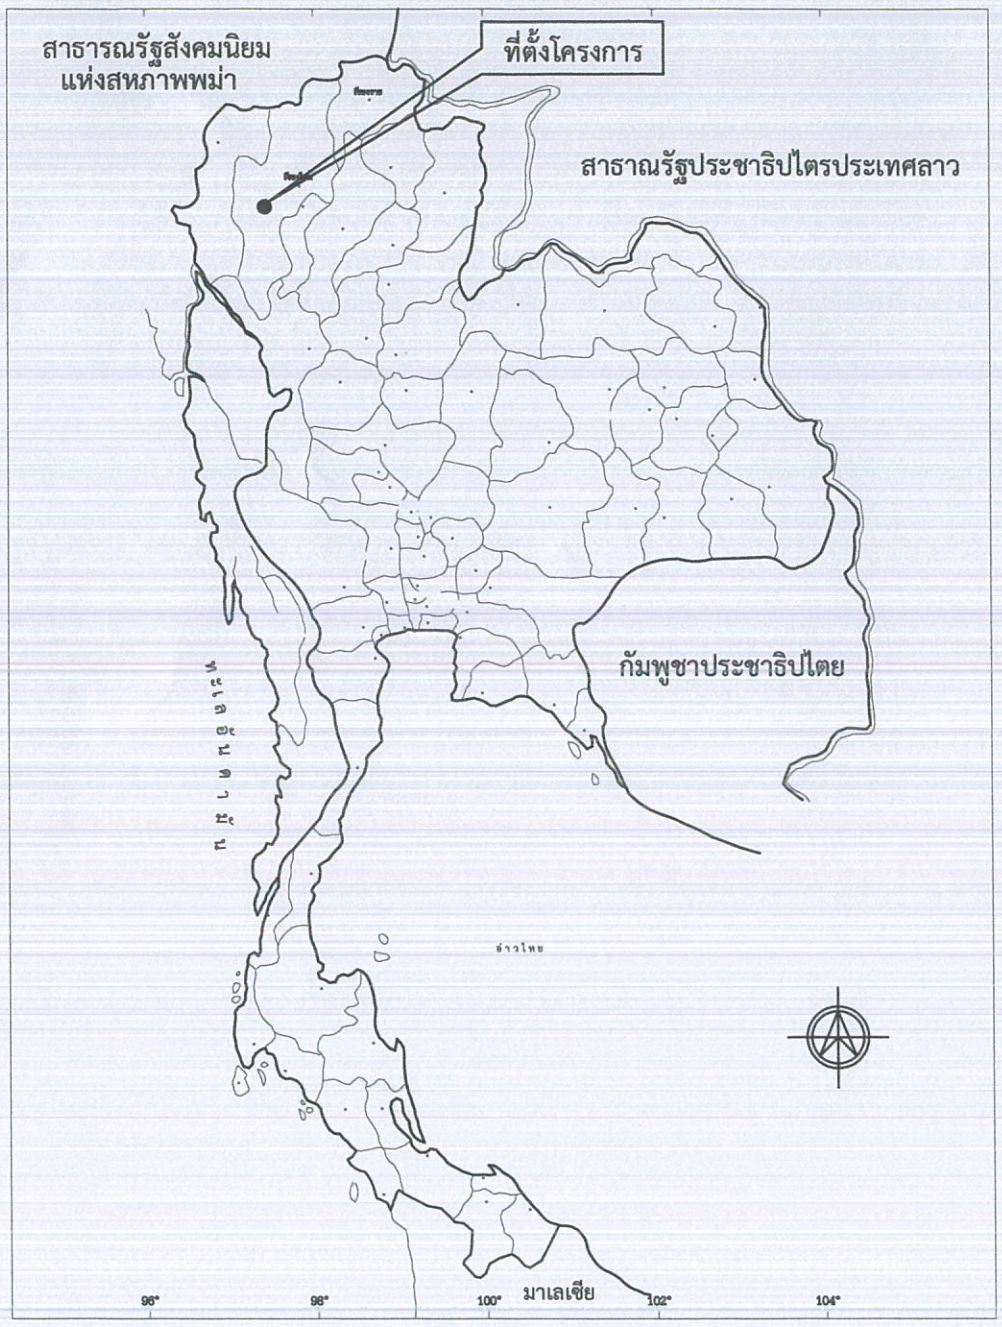 สาธารณรัฐสังคมนิยม
แห่งสหภาพพม่า
ที่ตั้งโครงการ
สาธาณรัฐประชาธิปไตรประเทศลาว
กัมพูชาประชาธิปไตย
ทะเลอันดามัน
อ่าวไทย
มาเลเซีย
96°
98°
100°
102°
104°